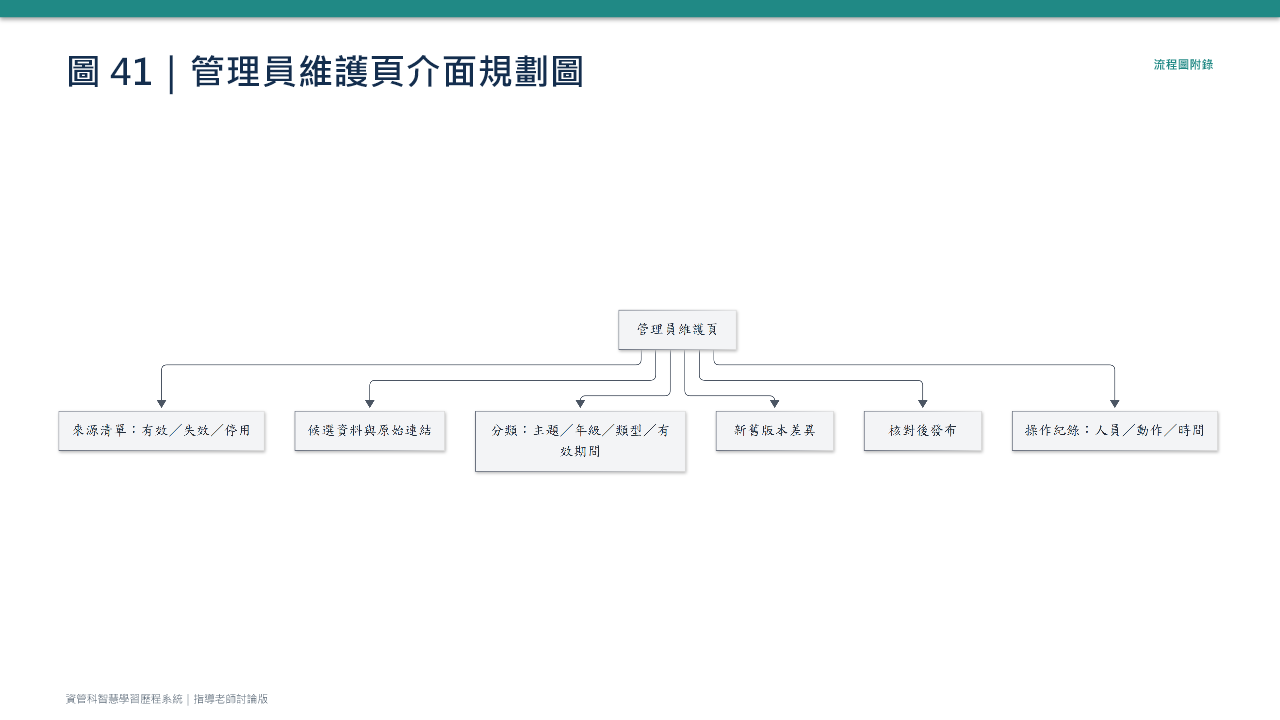 圖 41｜管理員維護頁介面規劃圖
流程圖附錄
管理員維護頁
來源清單：有效／失效／停用
候選資料與原始連結
分類：主題／年級／類型／有
效期間
新舊版本差異
核對後發布
操作紀錄：人員／動作／時間
資管科智慧學習歷程系統｜指導老師討論版